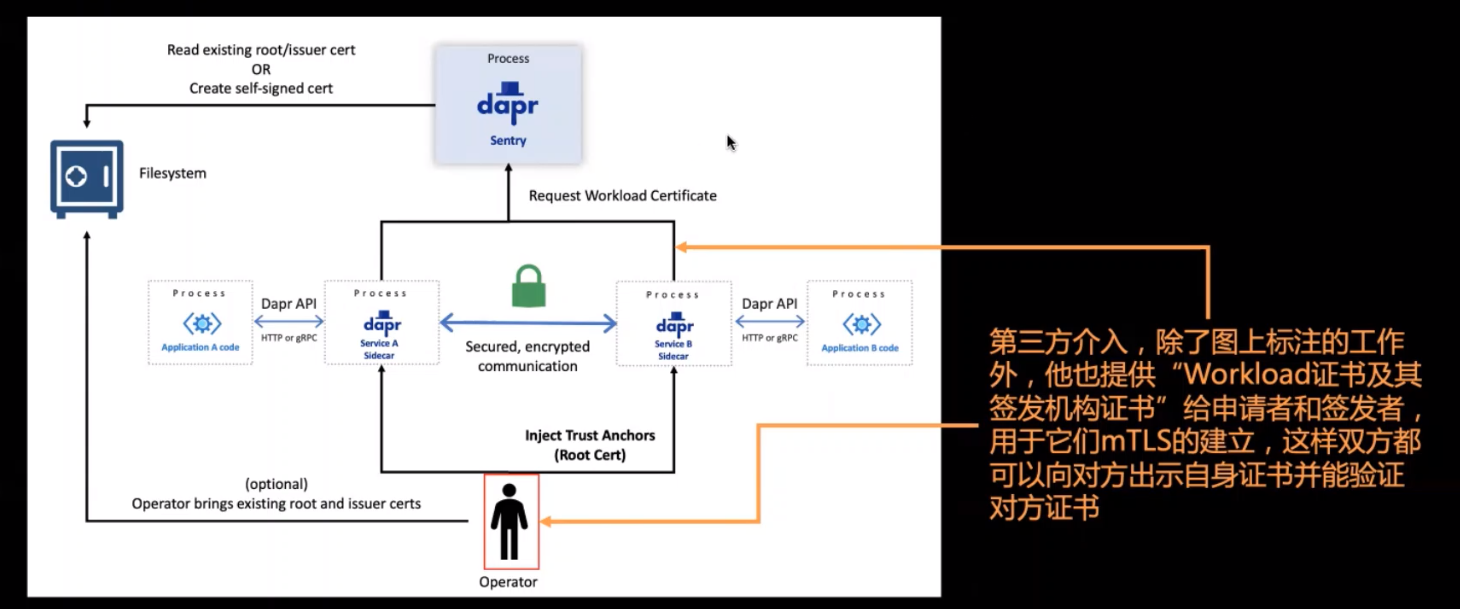 Read existing root/issuer cert
OR
Create self-signed cert
Process
dapr
Sentry
Filesystem
Request Workload Certificate
Process
Application A code
Dapr API
HTTP or gRPC
Process
dapr
Service A
Sidecar
Secured, encrypted
communication
Process
dapr
Service B
Sidecar
Dapr API
HTTP or gRPC
Process
Application B code
Inject Trust Anchors
(Root Cert)
(optional)
Operator brings existing root and issuer certs
Operator
第三方介入，除了图上标注的工作
外，他也提供“Workload证书及其
签发机构证书”给申请者和签发者，
用于它们mTLS的建立，这样双方都
可以向对方出示自身证书并能验证
对方证书